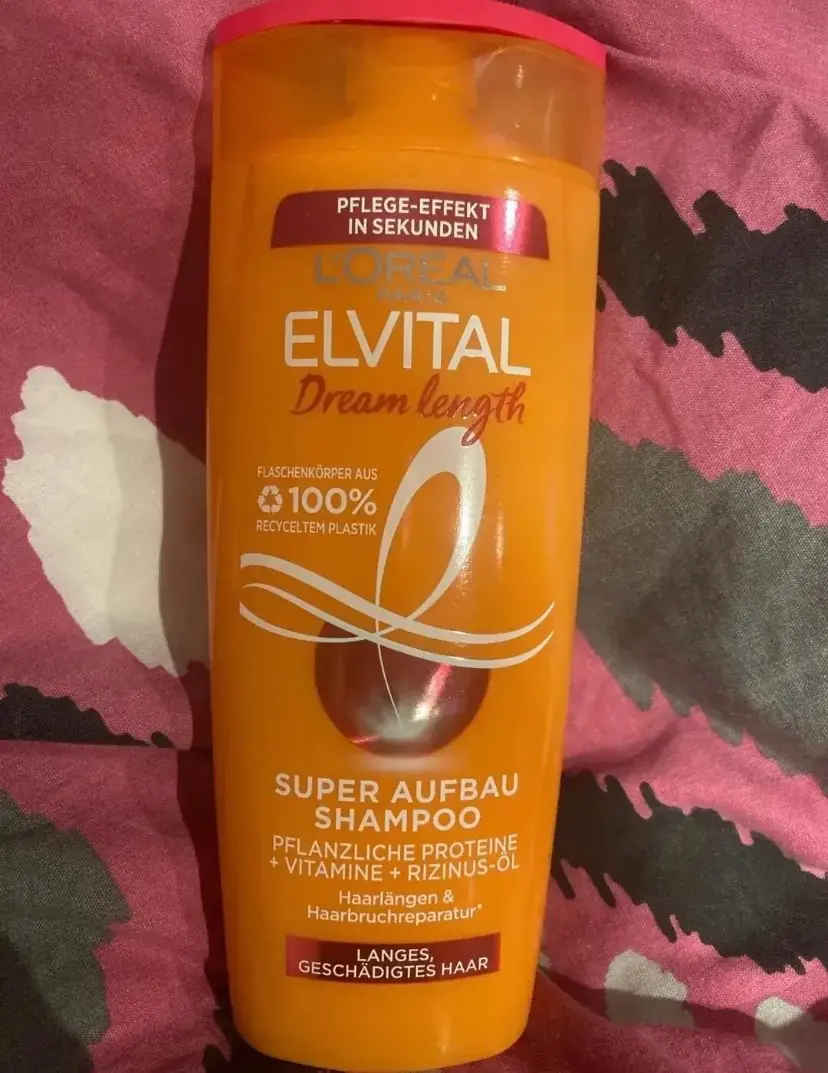 PFLEGE-EFFEKT
IN SEKUNDEN
L'ORÉAL
PARIS
ELVITAL
Dream length
FLASCHENKÖRPER AUS
100%
RECYCELTEM PLASTIK
SUPER AUFBAU
SHAMPOO
PFLANZLICHE PROTEINE
+ VITAMINE + RIZINUS-ÖL
Haarlängen &
Haarbruchreparatur*
LANGES,
GESCHÄDIGTES HAAR